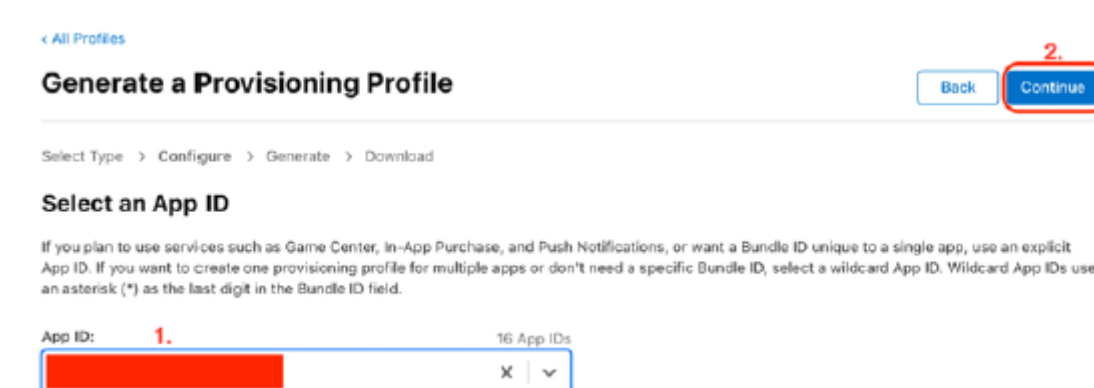 < All Profiles
2.
Generate a Provisioning Profile
Back
Continue
Select Type > Configure > Generate > Download
Select an App ID
If you plan to use services such as Game Center, In-App Purchase, and Push Notifications, or want a Bundle ID unique to a single app, use an explicit
App ID. If you want to create one provisioning profile for multiple apps or don't need a specific Bundle ID, select a wildcard App ID. Wildcard App IDs use
an asterisk (*) as the last digit in the Bundle ID field.
App ID:
1.
16 App IDs